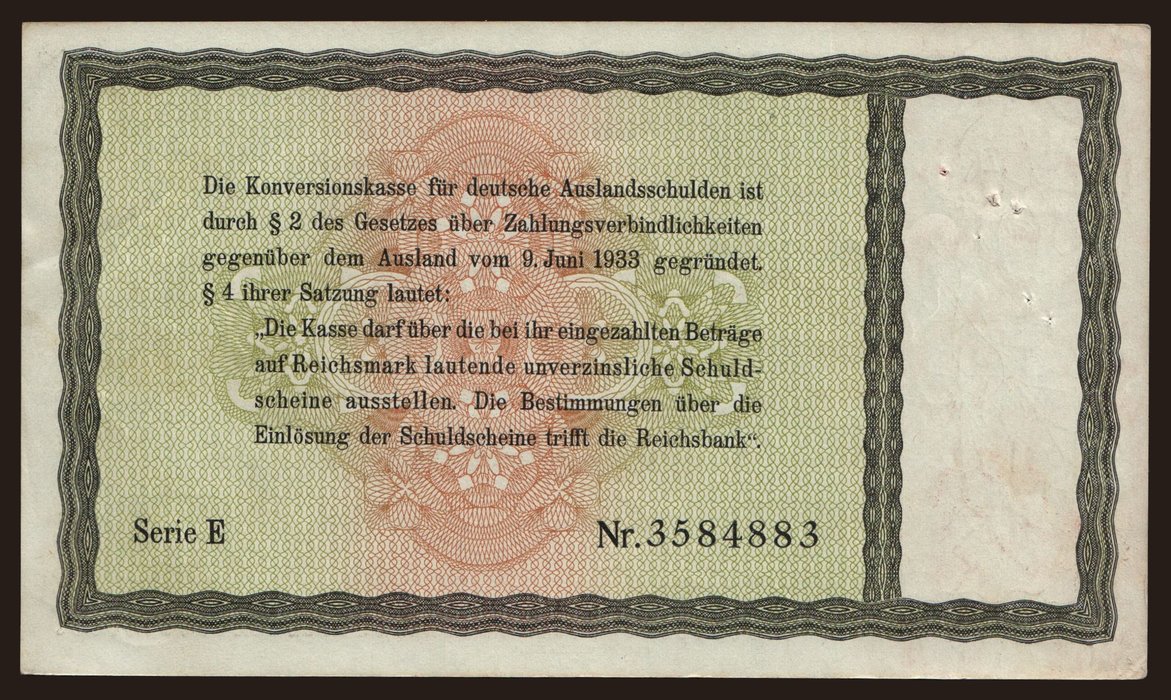 Die Konversionskasse für deutsche Auslandsschulden ist
durch § 2 des Gesetzes über Zahlungsverbindlichkeiten
gegenüber dem Ausland vom 9. Juni 1933 gegründet.
§ 4 ihrer Satzung lautet:
„Die Kasse darf über die bei ihr eingezahlten Beträge
auf Reichsmark lautende unverzinsliche Schuld-
scheine ausstellen. Die Bestimmungen über die
Einlösung der Schuldscheine trifft die Reichsbank“.
Serie E
Nr. 3584883